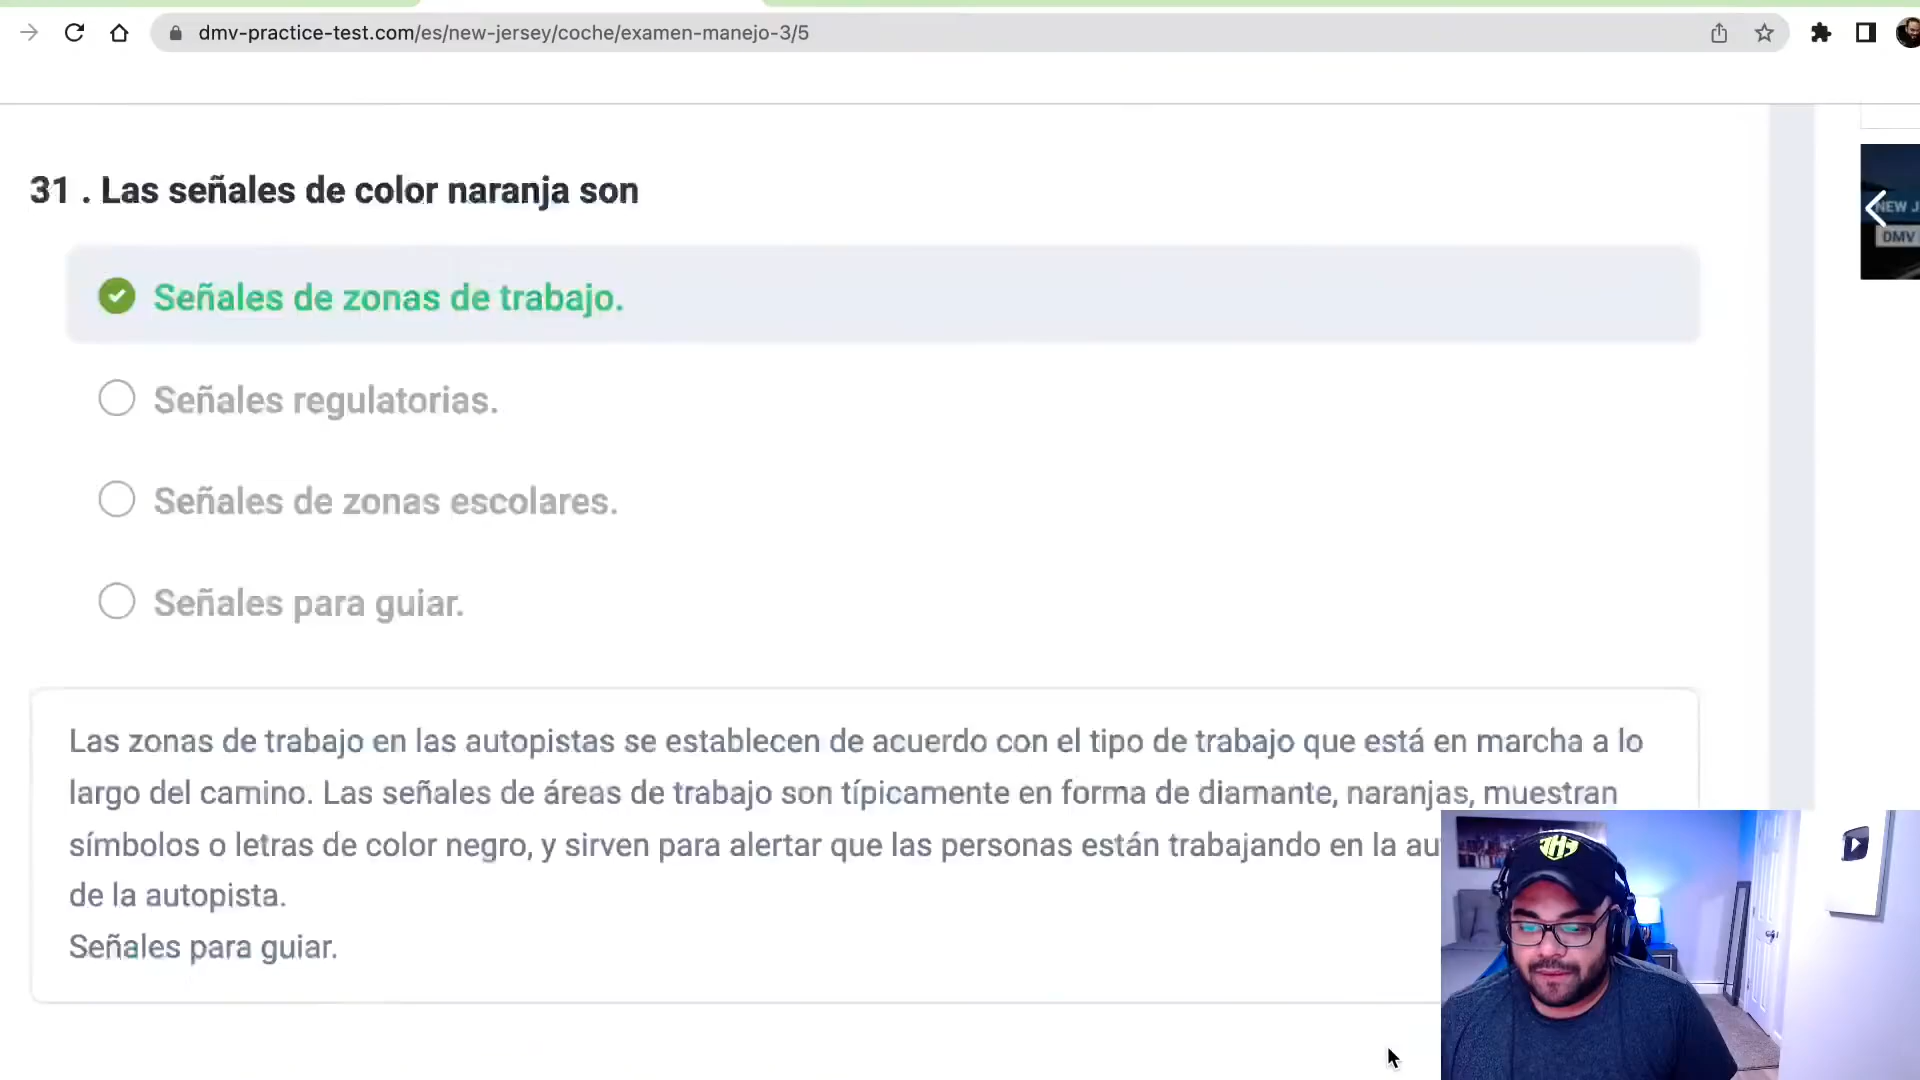 dmv-practice-test.com/es/new-jersey/coche/examen-manejo-3/5
NEW J
DMV
31 . Las señales de color naranja son
Señales de zonas de trabajo.
Señales regulatorias.
Señales de zonas escolares.
Señales para guiar.
Las zonas de trabajo en las autopistas se establecen de acuerdo con el tipo de trabajo que está en marcha a lo
largo del camino. Las señales de áreas de trabajo son típicamente en forma de diamante, naranjas, muestran
símbolos o letras de color negro, y sirven para alertar que las personas están trabajando en la au
de la autopista.
Señales para guiar.